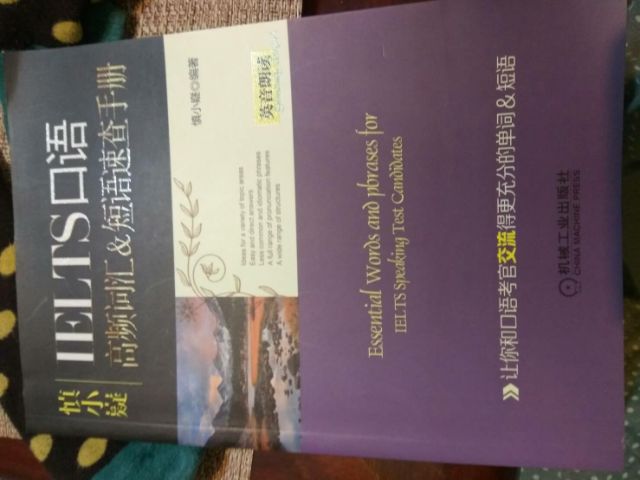 慎小嶷
IELTS口语
高频词汇&短语速查手册
慎小嶷◎编著
英音朗读
Ideas for a variety of topic areas
Easy and direct answers
Less common and idiomatic phrases
A full range of pronunciation features
A wide range of structures
Essential Words and phrases for
IELTS Speaking Test Candidates
让你和口语考官交流得更充分的单词&短语
机械工业出版社
CHINA MACHINE PRESS